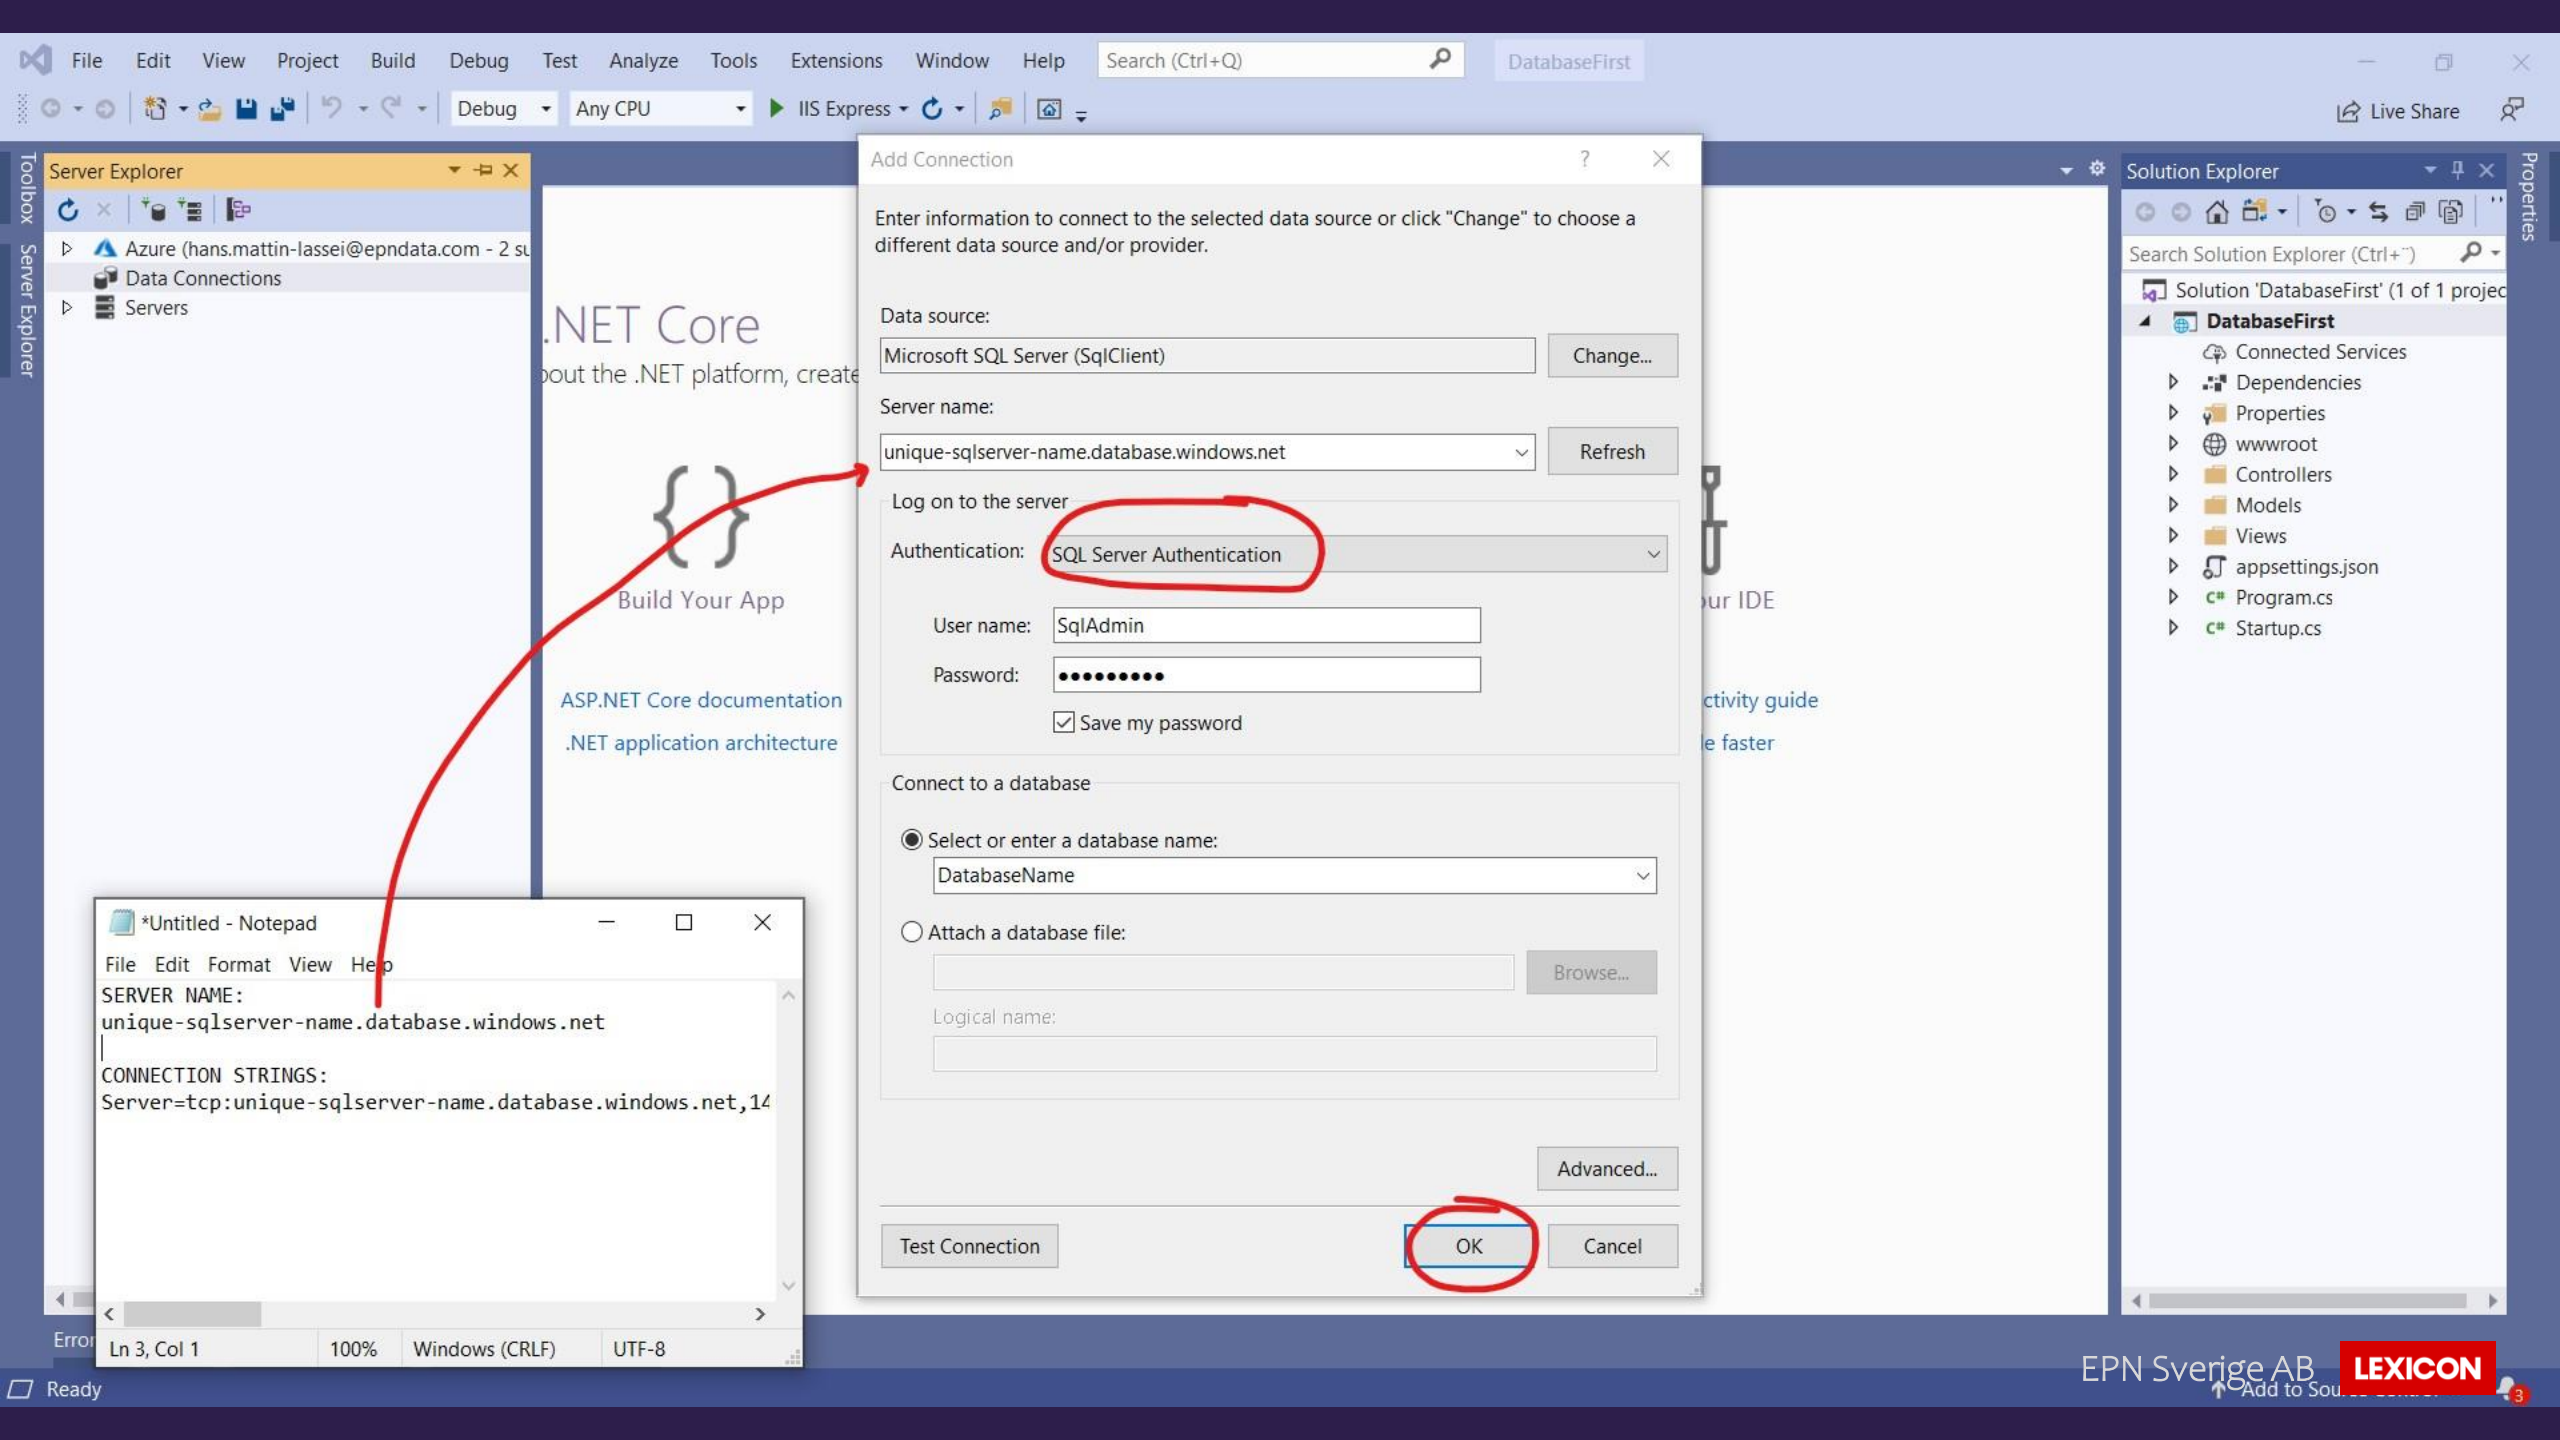 File Edit View Project Build Debug Test Analyze Tools Extensions Window Help Search (Ctrl+Q) DatabaseFirst
Debug Any CPU IIS Express Live Share
Toolbox
Server Explorer
Server Explorer
Azure (hans.mattin-lassei@epndata.com - 2 su
Data Connections
Servers
.NET Core
out the .NET platform, create
Build Your App
ASP.NET Core documentation
.NET application architecture
Add Connection
Enter information to connect to the selected data source or click "Change" to choose a
different data source and/or provider.
Data source:
Microsoft SQL Server (SqlClient) Change...
Server name:
unique-sqlserver-name.database.windows.net Refresh
Log on to the server
Authentication: SQL Server Authentication
User name: SqlAdmin
Password: •••••••••
Save my password
Connect to a database
Select or enter a database name:
DatabaseName
Attach a database file:
Browse...
Logical name:
Advanced...
Test Connection OK Cancel
our IDE
ctivity guide
e faster
Solution Explorer
Search Solution Explorer (Ctrl+¨)
Solution 'DatabaseFirst' (1 of 1 projec
DatabaseFirst
Connected Services
Dependencies
Properties
wwwroot
Controllers
Models
Views
appsettings.json
C# Program.cs
C# Startup.cs
Properties
*Untitled - Notepad
File Edit Format View Help
SERVER NAME:
unique-sqlserver-name.database.windows.net
CONNECTION STRINGS:
Server=tcp:unique-sqlserver-name.database.windows.net,14
Ln 3, Col 1 100% Windows (CRLF) UTF-8
Error
Ready
EPN Sverige AB LEXICON
Add to Sou
3